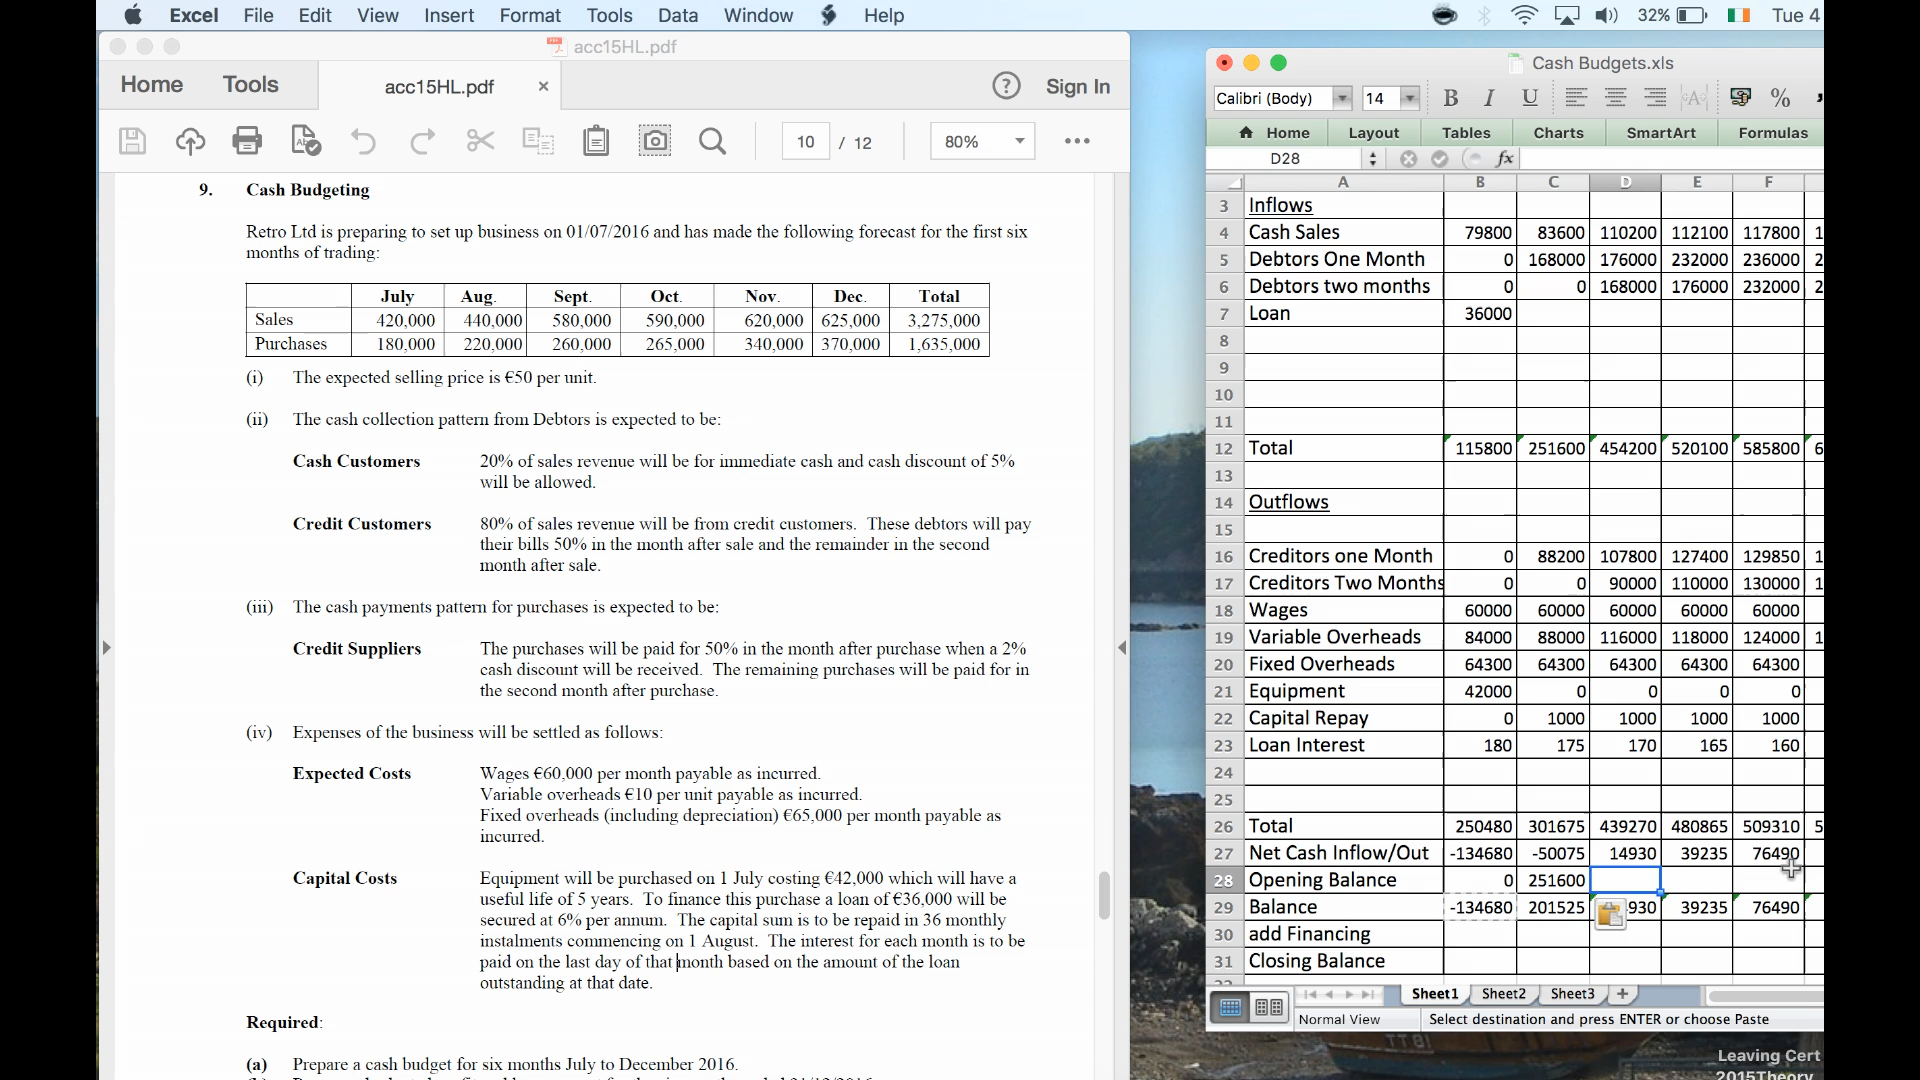 Excel File Edit View Insert Format Tools Data Window Help 32% Tue 4
acc15HL.pdf
Home Tools acc15HL.pdf × ? Sign In
10 / 12 80%
9. Cash Budgeting
Retro Ltd is preparing to set up business on 01/07/2016 and has made the following forecast for the first six
months of trading:
July Aug. Sept. Oct. Nov. Dec. Total
Sales 420,000 440,000 580,000 590,000 620,000 625,000 3,275,000
Purchases 180,000 220,000 260,000 265,000 340,000 370,000 1,635,000
(i) The expected selling price is €50 per unit.
(ii) The cash collection pattern from Debtors is expected to be:
Cash Customers 20% of sales revenue will be for immediate cash and cash discount of 5%
will be allowed.
Credit Customers 80% of sales revenue will be from credit customers. These debtors will pay
their bills 50% in the month after sale and the remainder in the second
month after sale.
(iii) The cash payments pattern for purchases is expected to be:
Credit Suppliers The purchases will be paid for 50% in the month after purchase when a 2%
cash discount will be received. The remaining purchases will be paid for in
the second month after purchase.
(iv) Expenses of the business will be settled as follows:
Expected Costs Wages €60,000 per month payable as incurred.
Variable overheads €10 per unit payable as incurred.
Fixed overheads (including depreciation) €65,000 per month payable as
incurred.
Capital Costs Equipment will be purchased on 1 July costing €42,000 which will have a
useful life of 5 years. To finance this purchase a loan of €36,000 will be
secured at 6% per annum. The capital sum is to be repaid in 36 monthly
instalments commencing on 1 August. The interest for each month is to be
paid on the last day of that month based on the amount of the loan
outstanding at that date.
Required:
(a) Prepare a cash budget for six months July to December 2016.
Cash Budgets.xls
Calibri (Body) 14 B I U %
Home Layout Tables Charts SmartArt Formulas
D28 fx
A B C D E F
3 Inflows
4 Cash Sales 79800 83600 110200 112100 117800 1
5 Debtors One Month 0 168000 176000 232000 236000 2
6 Debtors two months 0 0 168000 176000 232000 2
7 Loan 36000
8
9
10
11
12 Total 115800 251600 454200 520100 585800 6
13
14 Outflows
15
16 Creditors one Month 0 88200 107800 127400 129850 1
17 Creditors Two Months 0 0 90000 110000 130000 1
18 Wages 60000 60000 60000 60000 60000
19 Variable Overheads 84000 88000 116000 118000 124000 1
20 Fixed Overheads 64300 64300 64300 64300 64300
21 Equipment 42000 0 0 0 0
22 Capital Repay 0 1000 1000 1000 1000
23 Loan Interest 180 175 170 165 160
24
25
26 Total 250480 301675 439270 480865 509310 5
27 Net Cash Inflow/Out -134680 -50075 14930 39235 76490
28 Opening Balance 0 251600
29 Balance -134680 201525 930 39235 76490
30 add Financing
31 Closing Balance
Sheet1 Sheet2 Sheet3 +
Normal View Select destination and press ENTER or choose Paste
Leaving Cert
2015Theory